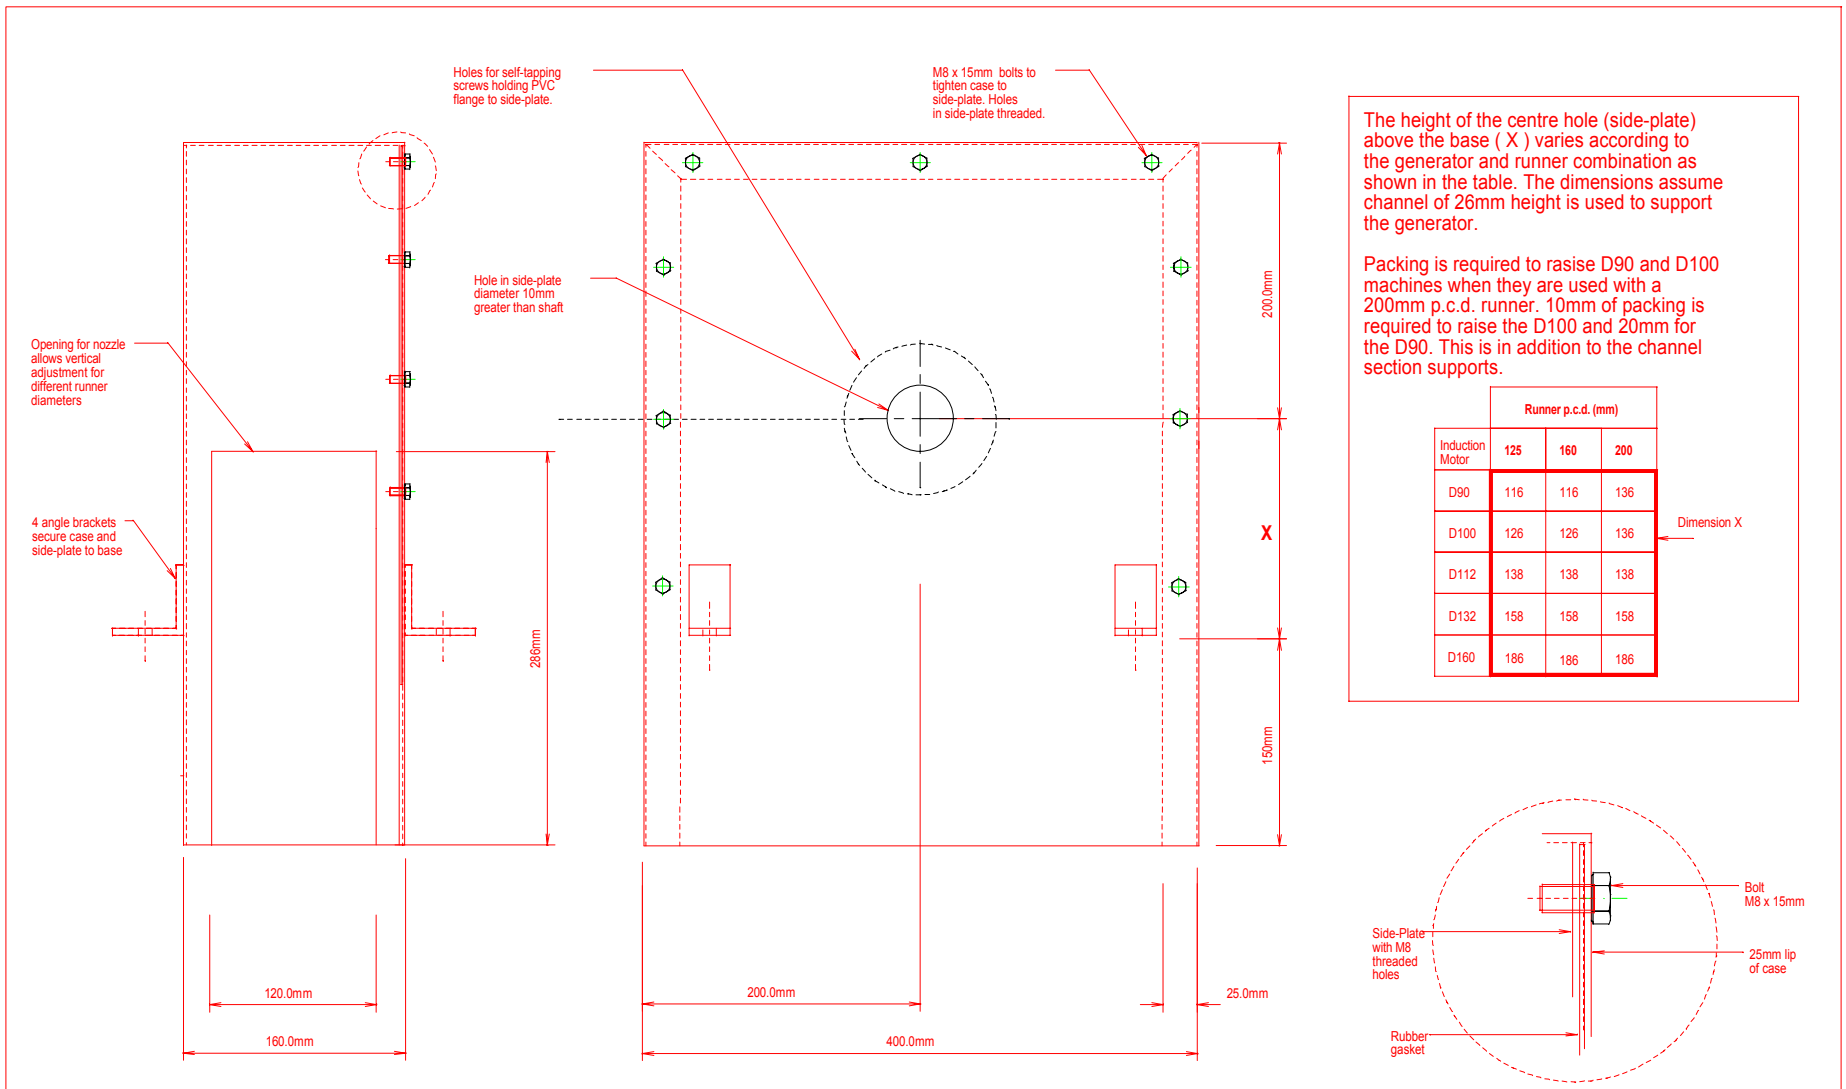 Holes for self-tapping
screws holding PVC
flange to side-plate.
M8 x 15mm bolts to
tighten case to
side-plate. Holes
in side-plate threaded.
Hole in side-plate
diameter 10mm
greater than shaft
Opening for nozzle
allows vertical
adjustment for
different runner
diameters
4 angle brackets
secure case and
side-plate to base
286mm
120.0mm
160.0mm
200.0mm
X
150mm
200.0mm
25.0mm
400.0mm
The height of the centre hole (side-plate)
above the base ( X ) varies according to
the generator and runner combination as
shown in the table. The dimensions assume
channel of 26mm height is used to support
the generator.
Packing is required to rasise D90 and D100
machines when they are used with a
200mm p.c.d. runner. 10mm of packing is
required to raise the D100 and 20mm for
the D90. This is in addition to the channel
section supports.
Runner p.c.d. (mm)
Induction
Motor
125 160 200
D90 116 116 136
D100 126 126 136
D112 138 138 138
D132 158 158 158
D160 186 186 186
Dimension X
Bolt
M8 x 15mm
Side-Plate
with M8
threaded
holes
25mm lip
of case
Rubber
gasket